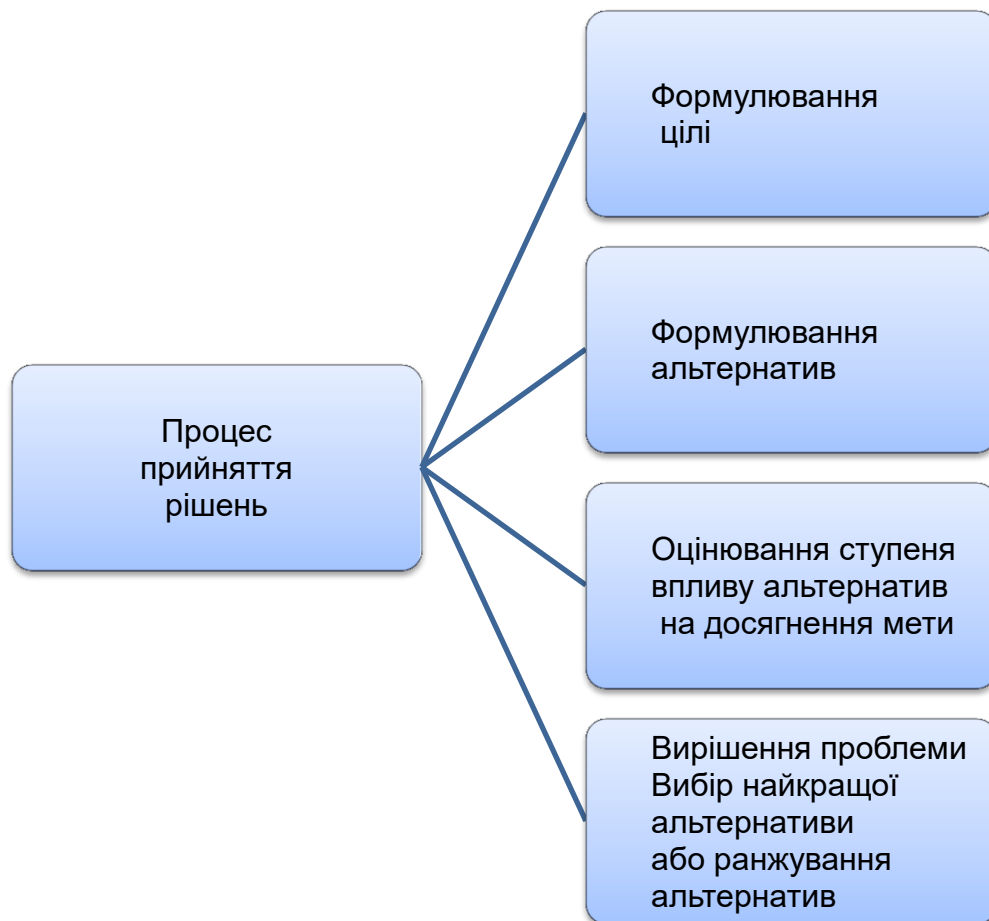 Формулювання
цілі
Формулювання
альтернатив
Процес
прийняття
рішень
Оцінювання ступеня
впливу альтернатив
на досягнення мети
Вирішення проблеми
Вибір найкращої
альтернативи
або ранжування
альтернатив